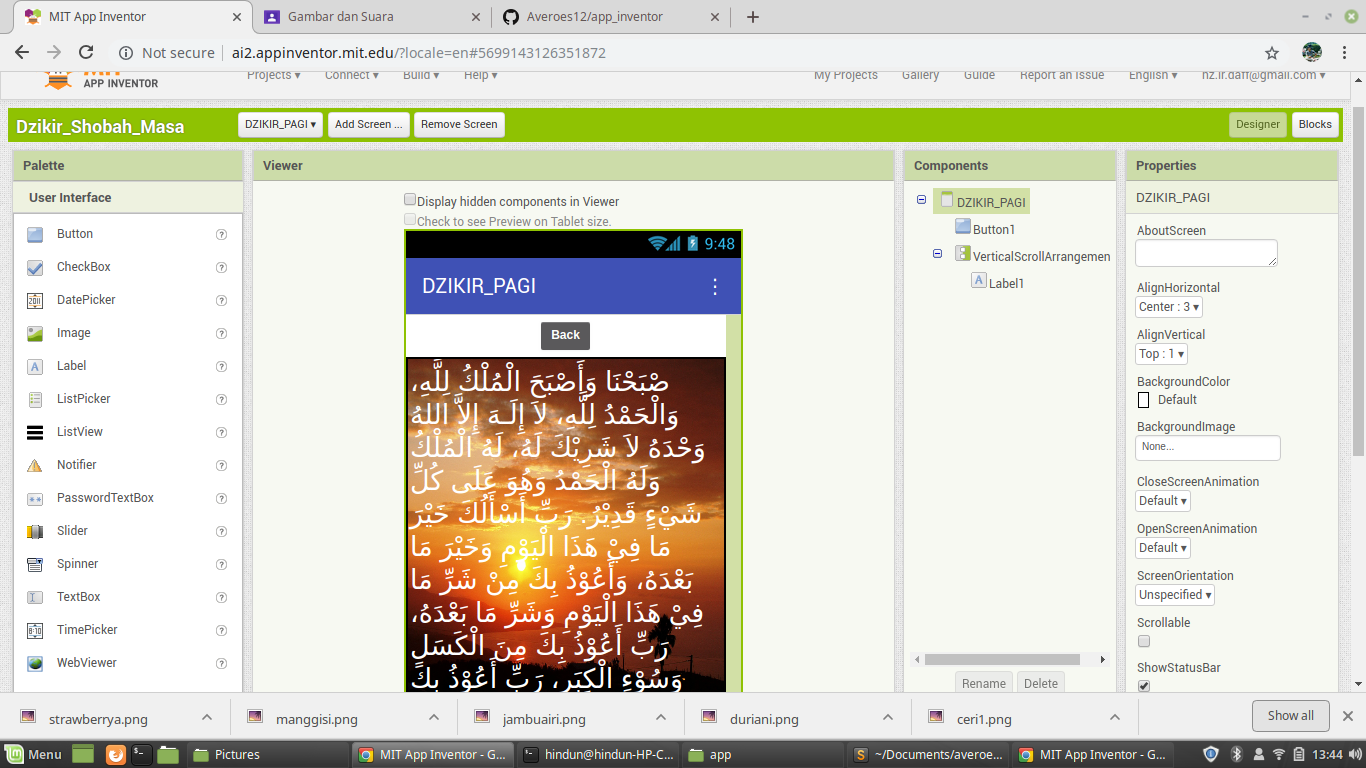 MIT App Inventor
Gambar dan Suara
Averoes12/app_inventor
Not secure | ai2.appinventor.mit.edu/?locale=en#5699143126351872
APP INVENTOR
Projects ▾ Connect ▾ Build ▾ Help ▾ My Projects Gallery Guide Report an Issue English ▾ nz.lr.daff@gmail.com ▾
Dzikir_Shobah_Masa DZIKIR_PAGI ▾ Add Screen ... Remove Screen Designer Blocks
Palette
User Interface
Button
CheckBox
DatePicker
Image
Label
ListPicker
ListView
Notifier
PasswordTextBox
Slider
Spinner
TextBox
TimePicker
WebViewer
Viewer
Display hidden components in Viewer
Check to see Preview on Tablet size.
9:48
DZIKIR_PAGI
Back
صْبَحْنَا وَأَصْبَحَ الْمُلْكُ لِلَّهِ،
وَالْحَمْدُ لِلَّهِ، لاَ إِلَـهَ إِلاَّ اللهُ
وَحْدَهُ لاَ شَرِيْكَ لَهُ، لَهُ الْمُلْكُ
وَلَهُ الْحَمْدُ وَهُوَ عَلَى كُلِّ
شَيْءٍ قَدِيْرُ. رَبِّ أَسْأَلُكَ خَيْرَ
مَا فِيْ هَذَا الْيَوْمِ وَخَيْرَ مَا
بَعْدَهُ، وَأَعُوْذُ بِكَ مِنْ شَرِّ مَا
فِيْ هَذَا الْيَوْمِ وَشَرِّ مَا بَعْدَهُ،
رَبِّ أَعُوْذُ بِكَ مِنَ الْكَسَلِ
وَسُوْءِ الْكِبَرِ، رَبِّ أَعُوْذُ بِكَ
Components
DZIKIR_PAGI
Button1
VerticalScrollArrangemen
Label1
Rename Delete
Properties
DZIKIR_PAGI
AboutScreen
AlignHorizontal
Center : 3 ▾
AlignVertical
Top : 1 ▾
BackgroundColor
Default
BackgroundImage
None...
CloseScreenAnimation
Default ▾
OpenScreenAnimation
Default ▾
ScreenOrientation
Unspecified ▾
Scrollable
ShowStatusBar
strawberrya.png manggisi.png jambuairi.png duriani.png ceri1.png Show all
Menu Pictures MIT App Inventor - G... hindun@hindun-HP-C... app ~/Documents/averoe... MIT App Inventor - G... 13:44